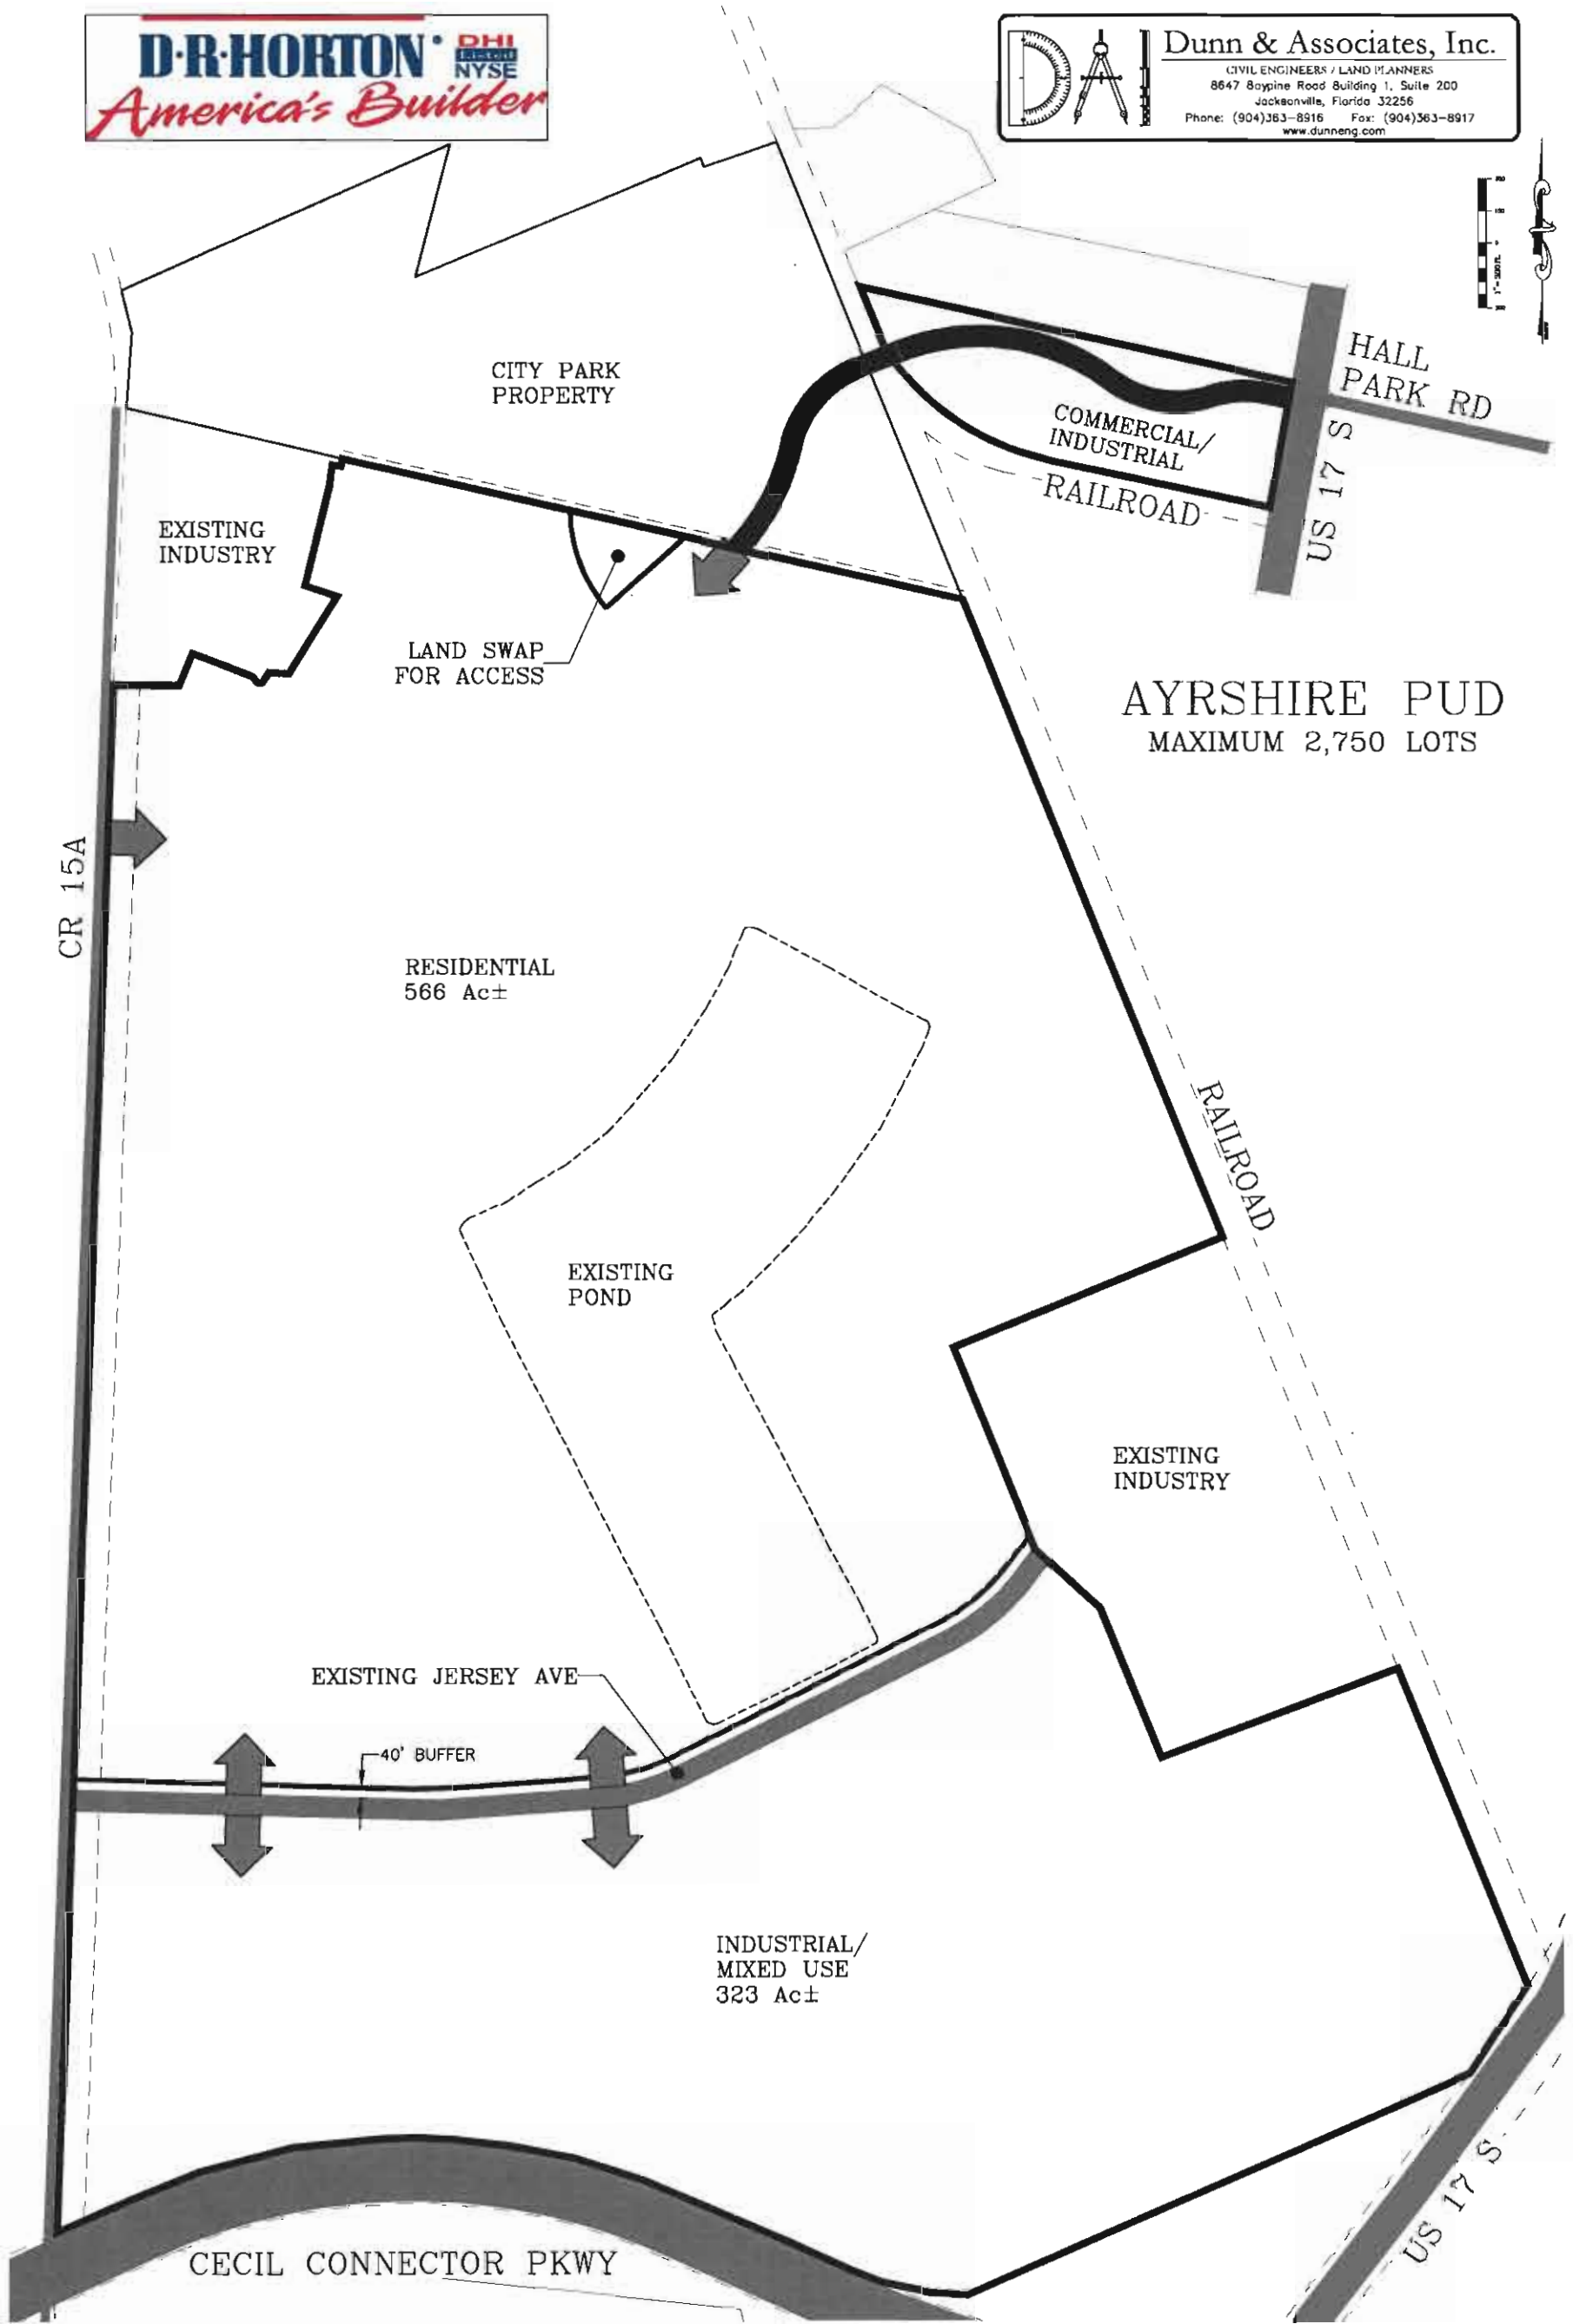 D·R·HORTON
DHI
LISTED
NYSE
America's Builder
Dunn & Associates, Inc.
CIVIL ENGINEERS / LAND PLANNERS
8647 Baypine Road Building 1, Suite 200
Jacksonville, Florida 32256
Phone: (904)363-8916 Fax: (904)363-8917
www.dunneng.com
HALL
PARK RD
CITY PARK
PROPERTY
COMMERCIAL/
INDUSTRIAL
RAILROAD
US 17 S
EXISTING
INDUSTRY
LAND SWAP
FOR ACCESS
AYRSHIRE PUD
MAXIMUM 2,750 LOTS
CR 15A
RESIDENTIAL
566 Ac±
RAILROAD
EXISTING
POND
EXISTING
INDUSTRY
EXISTING JERSEY AVE
40' BUFFER
INDUSTRIAL/
MIXED USE
323 Ac±
US 17 S
CECIL CONNECTOR PKWY